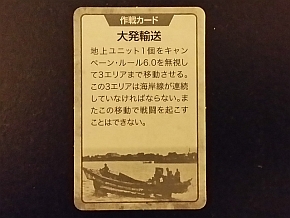 作戦カード
大発輸送
地上ユニット1個をキャン
ペーン・ルール6.0を無視し
て3エリアまで移動させる。
この3エリアは海岸線が連続
していなければならない。ま
たこの移動で戦闘を起こす
ことはできない。